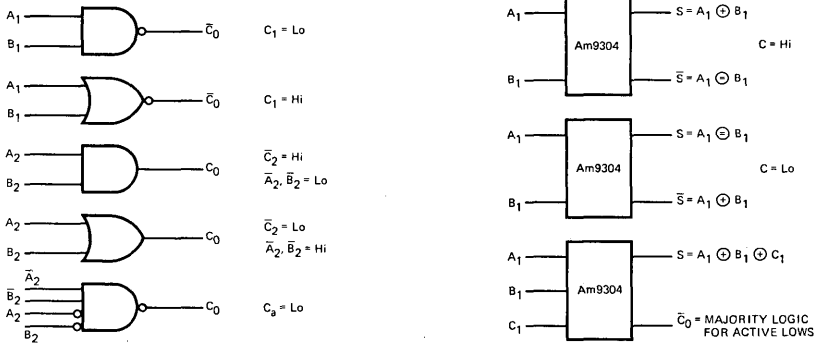 A1
B1
C̅0
C1 = Lo
A1
B1
C̅0
C1 = Hi
A2
B2
C0
C̅2 = Hi
A̅2, B̅2 = Lo
A2
B2
C0
C̅2 = Lo
A̅2, B̅2 = Hi
A̅2
B̅2
A2
B2
C0
Ca = Lo
A1
B1
Am9304
S = A1 ⊕ B1
C = Hi
S̅ = A1 ⊜ B1
A1
B1
Am9304
S = A1 ⊜ B1
C = Lo
S̅ = A1 ⊕ B1
A1
B1
C1
Am9304
S = A1 ⊕ B1 ⊕ C1
C̅0 = MAJORITY LOGIC
FOR ACTIVE LOWS